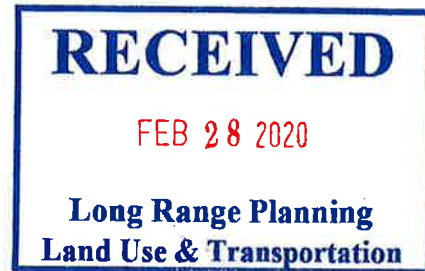 RECEIVED
FEB 28 2020
Long Range Planning
Land Use & Transportation